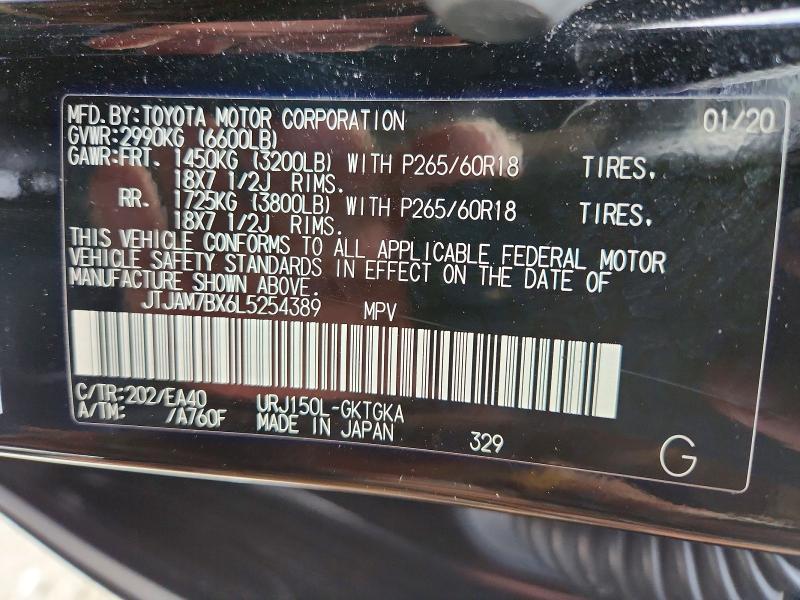 MFD.BY:TOYOTA MOTOR CORPORATION 01/20
GVWR:2990KG (6600LB)
GAWR:FRT. 1450KG (3200LB) WITH P265/60R18 TIRES,
18X7 1/2J RIMS.
RR. 1725KG (3800LB) WITH P265/60R18 TIRES,
18X7 1/2J RIMS.
THIS VEHICLE CONFORMS TO ALL APPLICABLE FEDERAL MOTOR
VEHICLE SAFETY STANDARDS IN EFFECT ON THE DATE OF
MANUFACTURE SHOWN ABOVE.
JTJAM7BX6L5254389 MPV
C/TR:202/EA40 URJ150L-GKTGKA
A/TM: /A760F MADE IN JAPAN 329
G